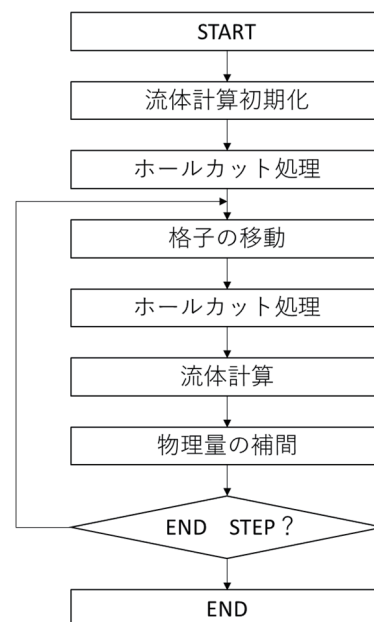 START
流体計算初期化
ホールカット処理
格子の移動
ホールカット処理
流体計算
物理量の補間
END STEP?
END